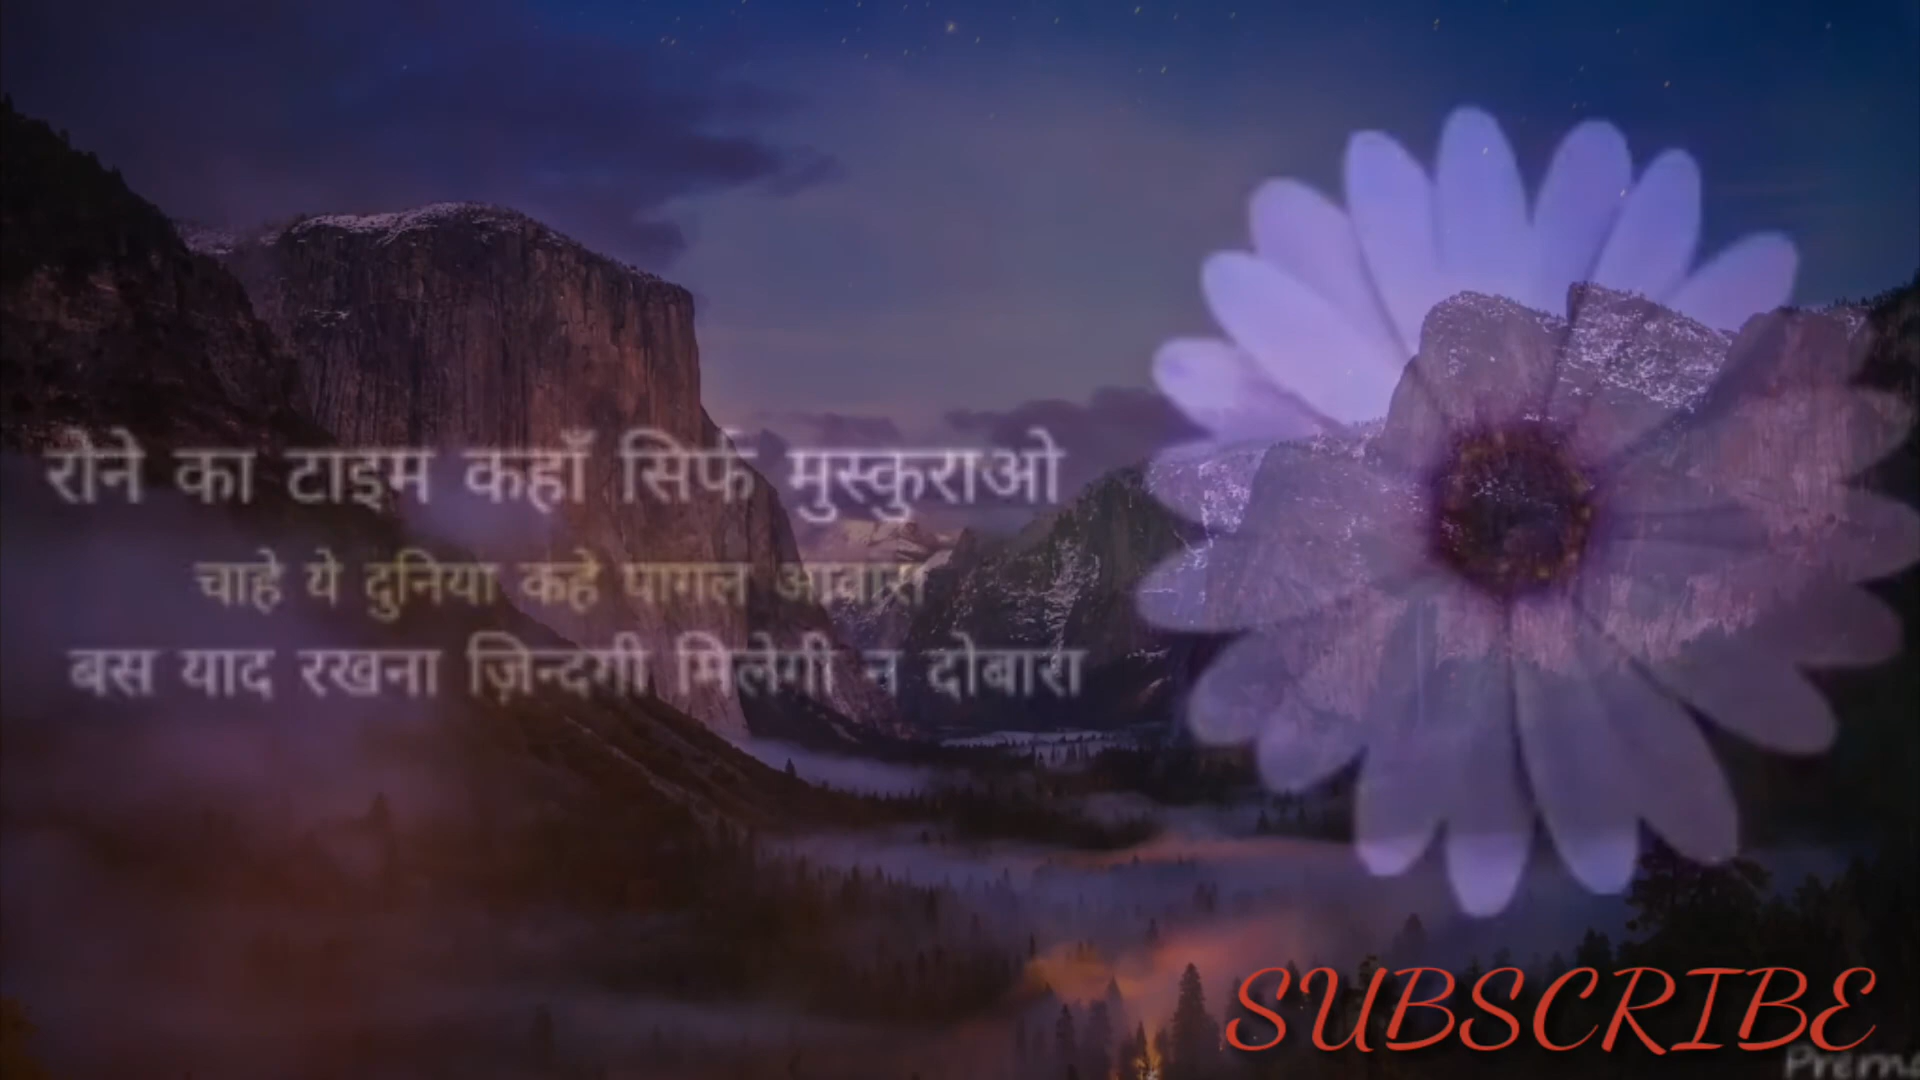 रोने का टाइम कहाँ सिर्फ मुस्कुराओ
चाहे ये दुनिया कहे पागल आवारा
बस याद रखना ज़िन्दगी मिलेगी न दोबारा
SUBSCRIBE